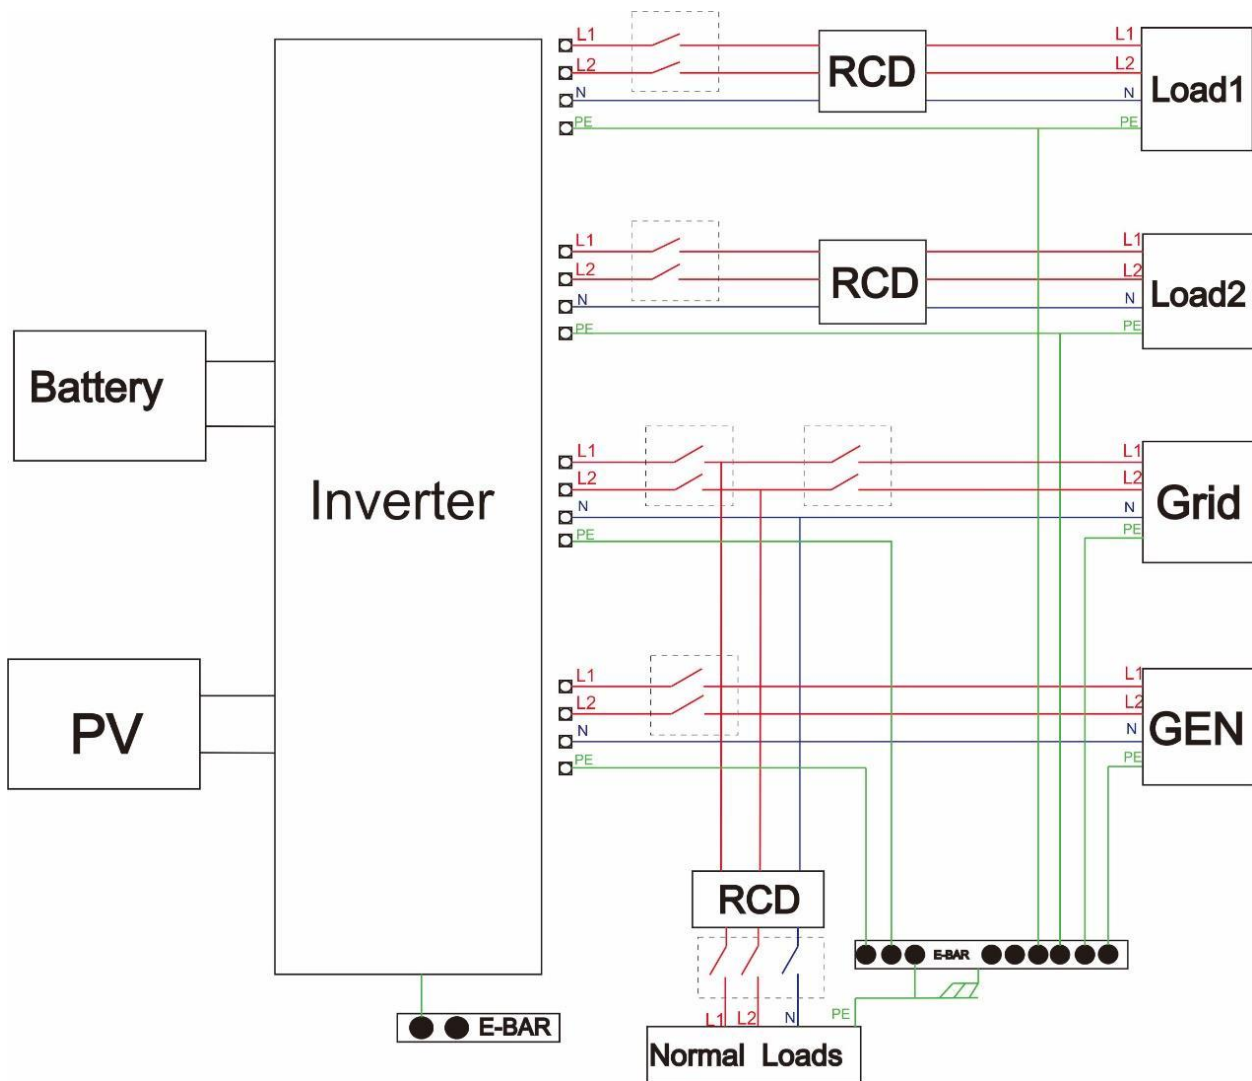 L1
L2
N
PE
RCD
L1
L2
N
PE
Load1
L1
L2
N
PE
RCD
L1
L2
N
PE
Load2
Battery
Inverter
L1
L2
N
PE
L1
L2
N
PE
Grid
PV
L1
L2
N
PE
L1
L2
N
PE
GEN
RCD
E-BAR
L1
L2
N
PE
Normal Loads
E-BAR